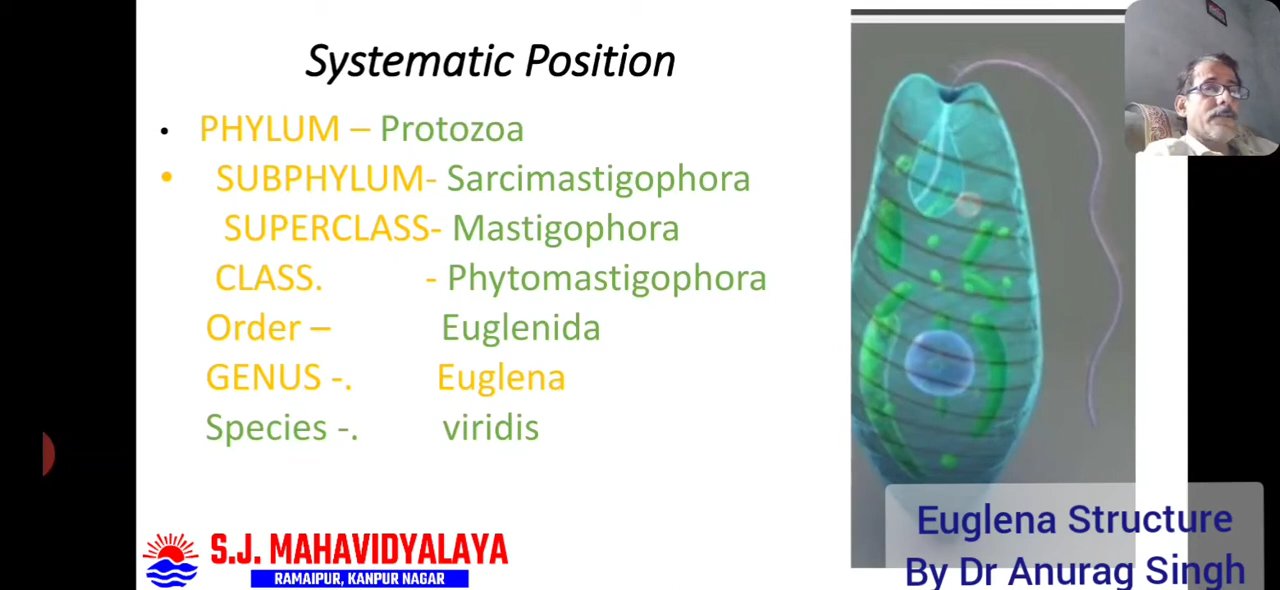 Systematic Position
• PHYLUM – Protozoa
• SUBPHYLUM- Sarcimastigophora
SUPERCLASS- Mastigophora
CLASS. - Phytomastigophora
Order – Euglenida
GENUS -. Euglena
Species -. viridis
S.J. MAHAVIDYALAYA
RAMAIPUR, KANPUR NAGAR
Euglena Structure
By Dr Anurag Singh